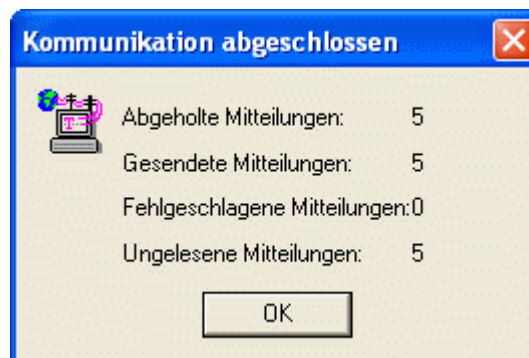 Kommunikation abgeschlossen
T
Abgeholte Mitteilungen: 5
Gesendete Mitteilungen: 5
Fehlgeschlagene Mitteilungen:0
Ungelesene Mitteilungen: 5
OK